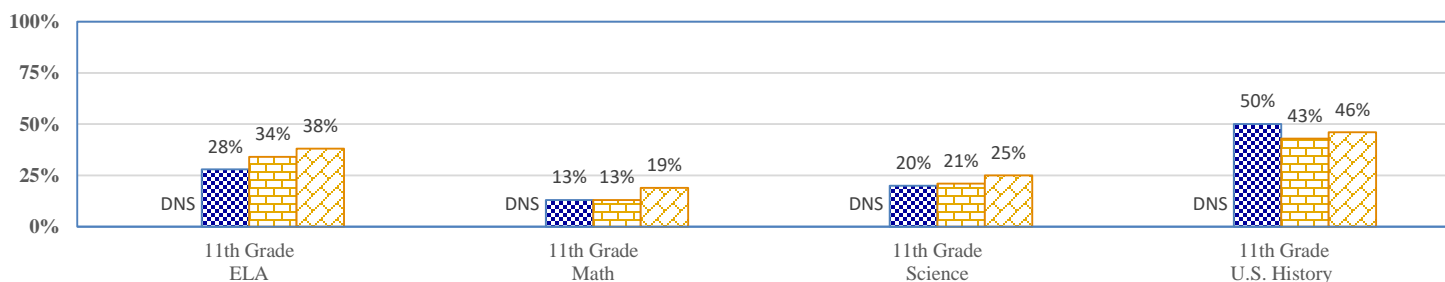 100%
75%
50%
25%
0%
DNS 28% 34% 38%
DNS 13% 13% 19%
DNS 20% 21% 25%
DNS 50% 43% 46%
11th Grade
ELA
11th Grade
Math
11th Grade
Science
11th Grade
U.S. History